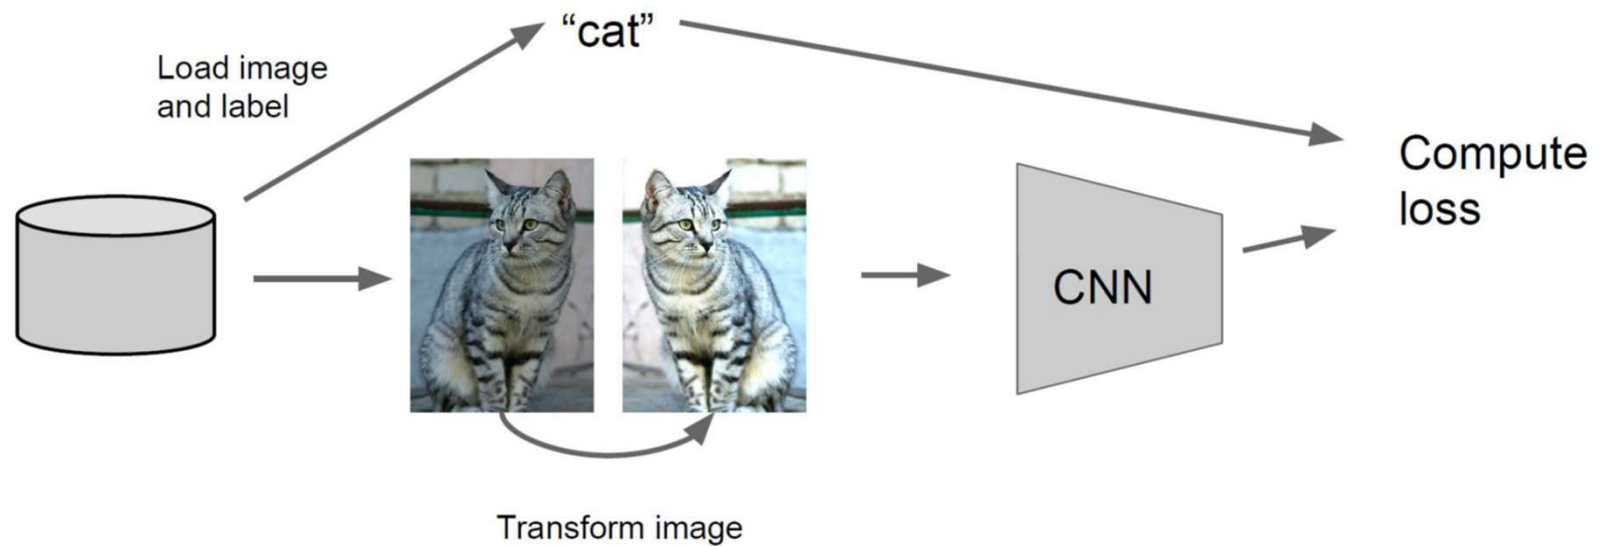 “cat”
Load image
and label
Compute
loss
CNN
Transform image